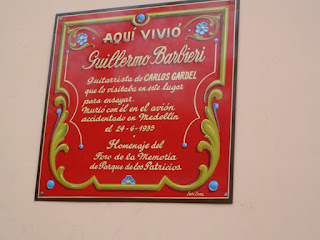 AQUÍ VIVIÓ
Guillermo Barbieri
Guitarrista de CARLOS GARDEL
que lo visitaba en este lugar
para ensayar.
Murió con él en el avión
accidentado en Medellín
el 24-6-1935
Homenaje del
Foro de la Memoria
de Parque de los Patricios.